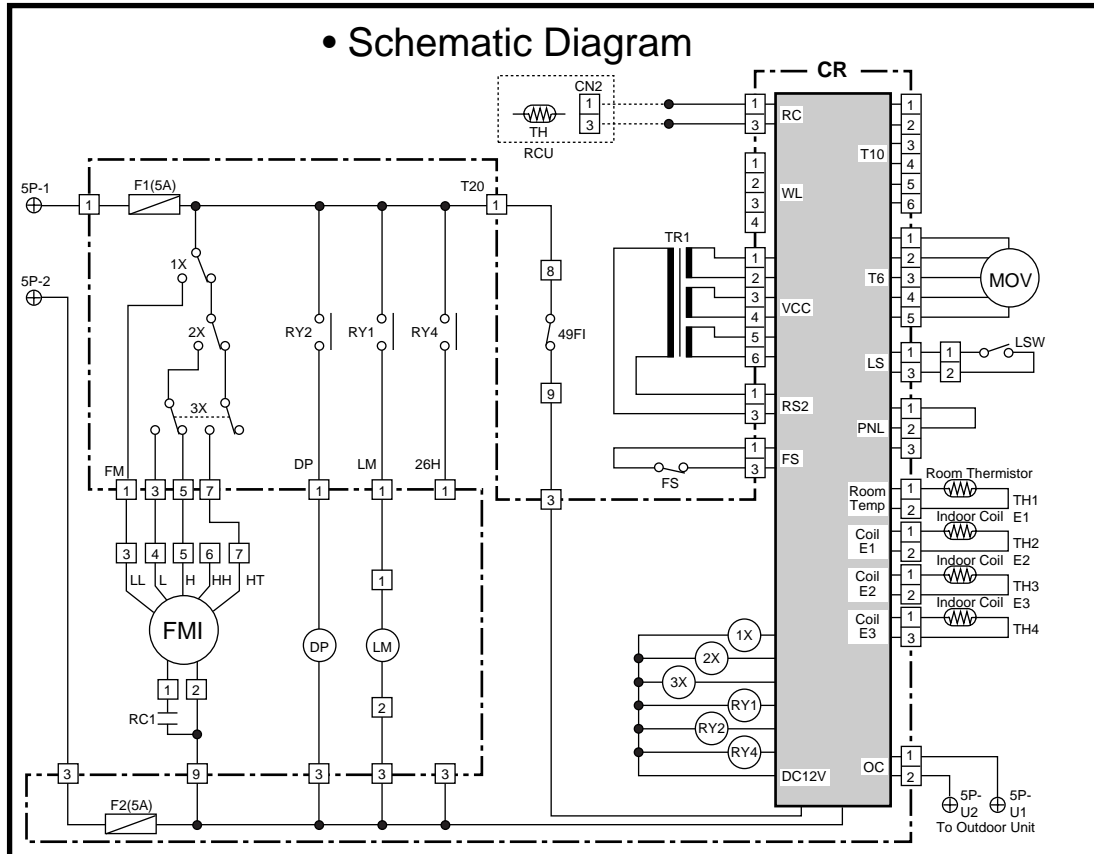 • Schematic Diagram
CR
CN2
1
3
TH
RCU
1
3
RC
1
2
3
4
WL
1
2
3
4
5
6
T10
5P-1
1
F1(5A)
T20
1
5P-2
1X
2X
3X
RY2
RY1
RY4
8
49FI
9
TR1
1
2
3
4
5
6
VCC
1
3
RS2
1
3
FS
FS
1
2
3
4
5
T6
MOV
LS
1
3
1
2
LSW
PNL
1
2
3
Room Thermistor
Room
Temp
1
2
TH1
Indoor Coil E1
Coil
E1
1
2
TH2
Indoor Coil E2
Coil
E2
1
2
TH3
Indoor Coil E3
Coil
E3
1
3
TH4
FM
DP
LM
26H
1
3
5
7
1
1
1
3
3
4
5
6
7
LL
L
H
HH
HT
FMI
1
2
RC1
DP
1
LM
2
1X
2X
3X
RY1
RY2
RY4
DC12V
OC
1
2
5P-
U2
5P-
U1
To Outdoor Unit
3
9
3
3
3
F2(5A)